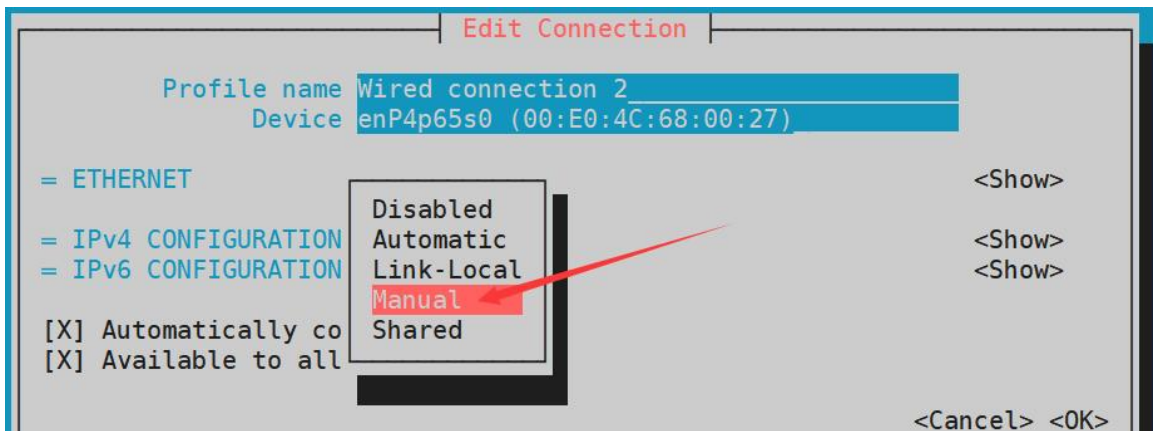 Edit Connection
Profile name Wired connection 2
Device enP4p65s0 (00:E0:4C:68:00:27)
= ETHERNET <Show>
Disabled
= IPv4 CONFIGURATION Automatic <Show>
= IPv6 CONFIGURATION Link-Local <Show>
Manual
[X] Automatically co Shared
[X] Available to all
<Cancel> <OK>